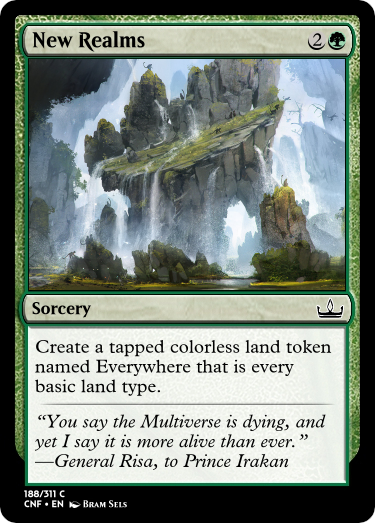 New Realms 2
Sorcery
Create a tapped colorless land token
named Everywhere that is every
basic land type.
“You say the Multiverse is dying, and
yet I say it is more alive than ever.”
—General Risa, to Prince Irakan
188/311 C
CNF • EN Bram Sels